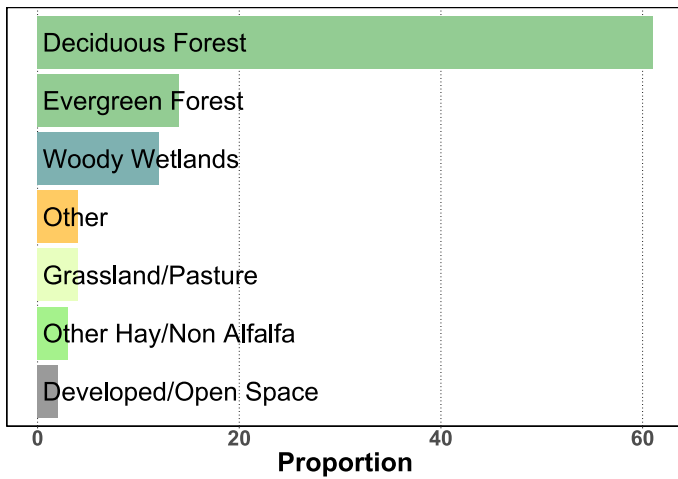 Deciduous Forest
Evergreen Forest
Woody Wetlands
Other
Grassland/Pasture
Other Hay/Non Alfalfa
Developed/Open Space
0 20 40 60
Proportion